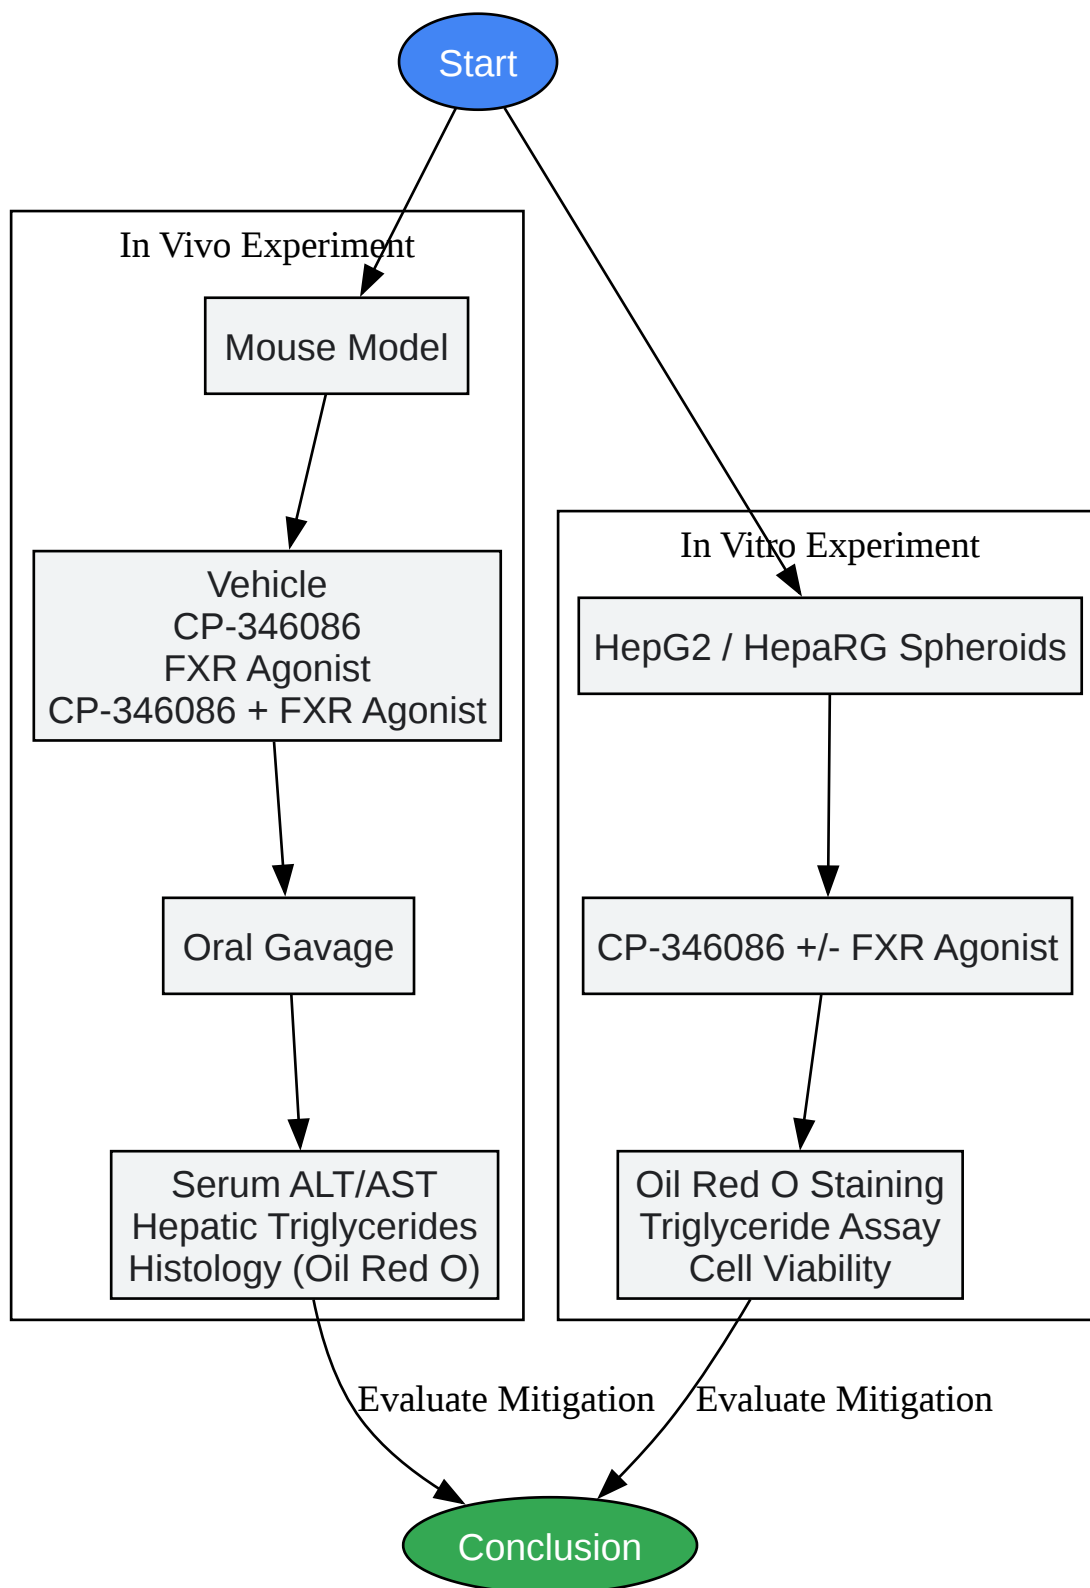 Start
In Vivo Experiment
Mouse Model
Vehicle
CP-346086
FXR Agonist
CP-346086 + FXR Agonist
Oral Gavage
Serum ALT/AST
Hepatic Triglycerides
Histology (Oil Red O)
In Vitro Experiment
HepG2 / HepaRG Spheroids
CP-346086 +/- FXR Agonist
Oil Red O Staining
Triglyceride Assay
Cell Viability
Evaluate Mitigation
Evaluate Mitigation
Conclusion